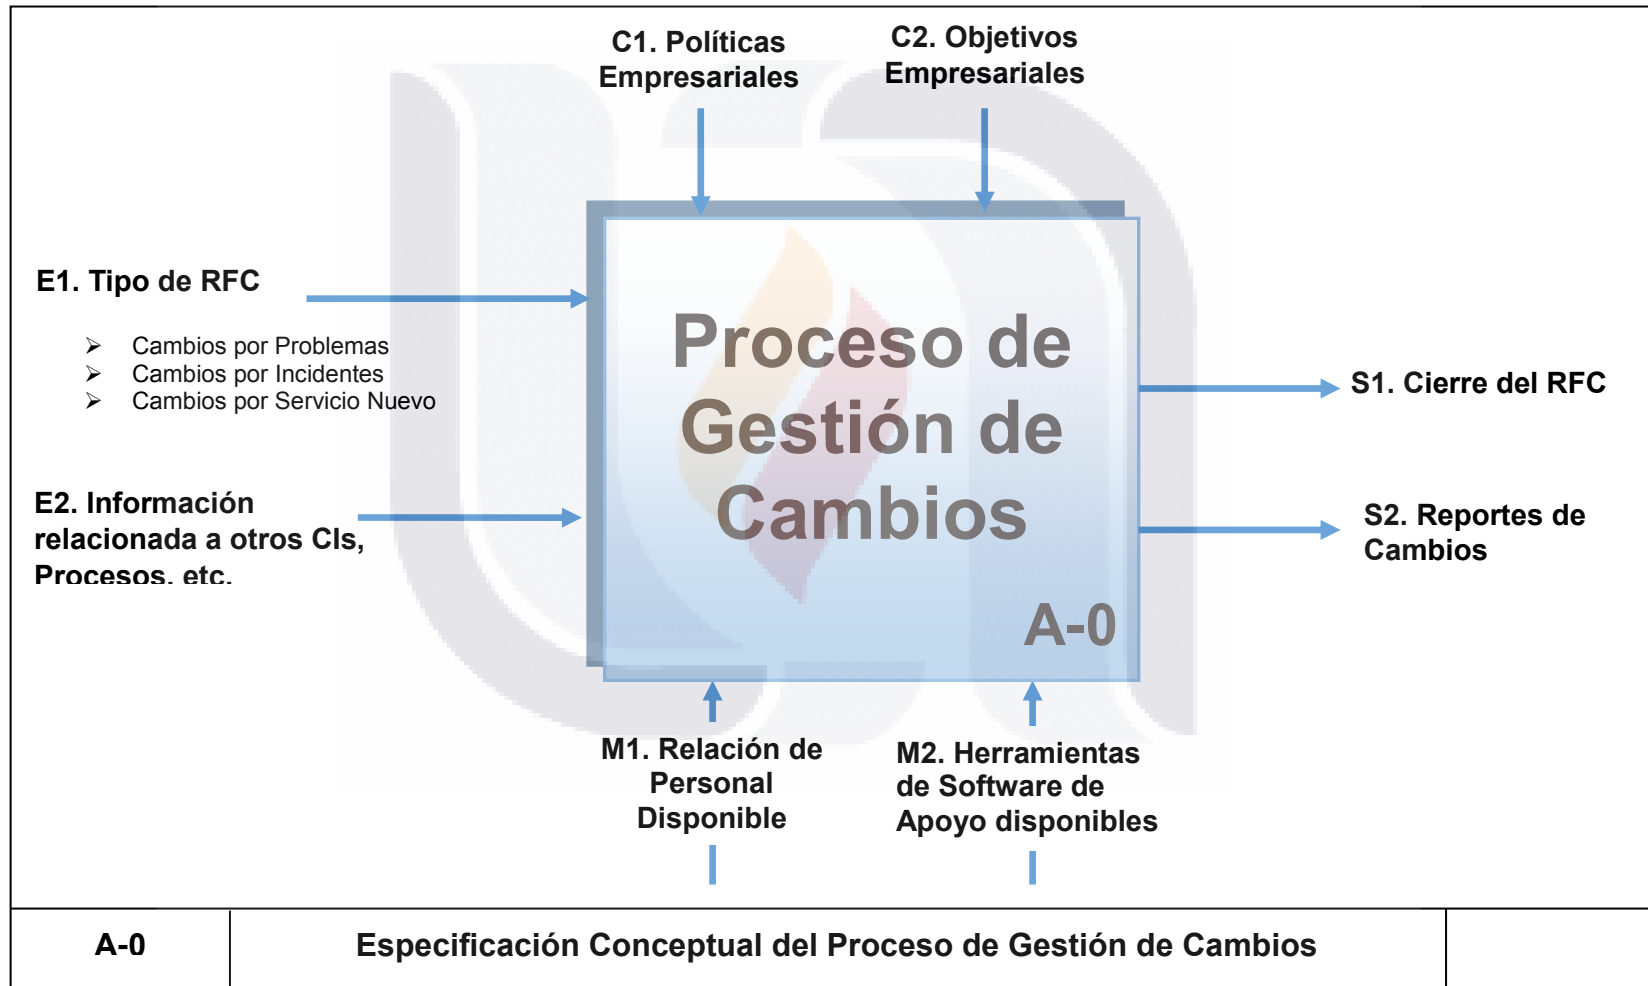 C1. Políticas
Empresariales
C2. Objetivos
Empresariales
E1. Tipo de RFC
➢ Cambios por Problemas
➢ Cambios por Incidentes
➢ Cambios por Servicio Nuevo
E2. Información
relacionada a otros CIs,
Procesos, etc.
Proceso de
Gestión de
Cambios
A-0
S1. Cierre del RFC
S2. Reportes de
Cambios
M1. Relación de
Personal
Disponible
M2. Herramientas
de Software de
Apoyo disponibles
A-0
Especificación Conceptual del Proceso de Gestión de Cambios